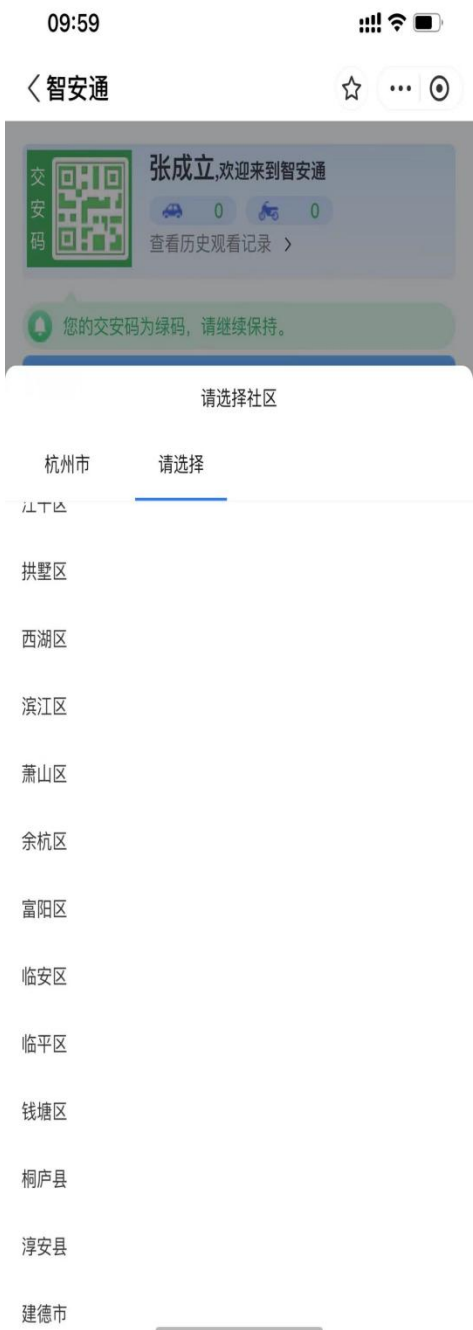 09:59
智安通
交安码
张成立,欢迎来到智安通
0 0
查看历史观看记录
您的交安码为绿码，请继续保持。
请选择社区
杭州市 请选择
江干区
拱墅区
西湖区
滨江区
萧山区
余杭区
富阳区
临安区
临平区
钱塘区
桐庐县
淳安县
建德市